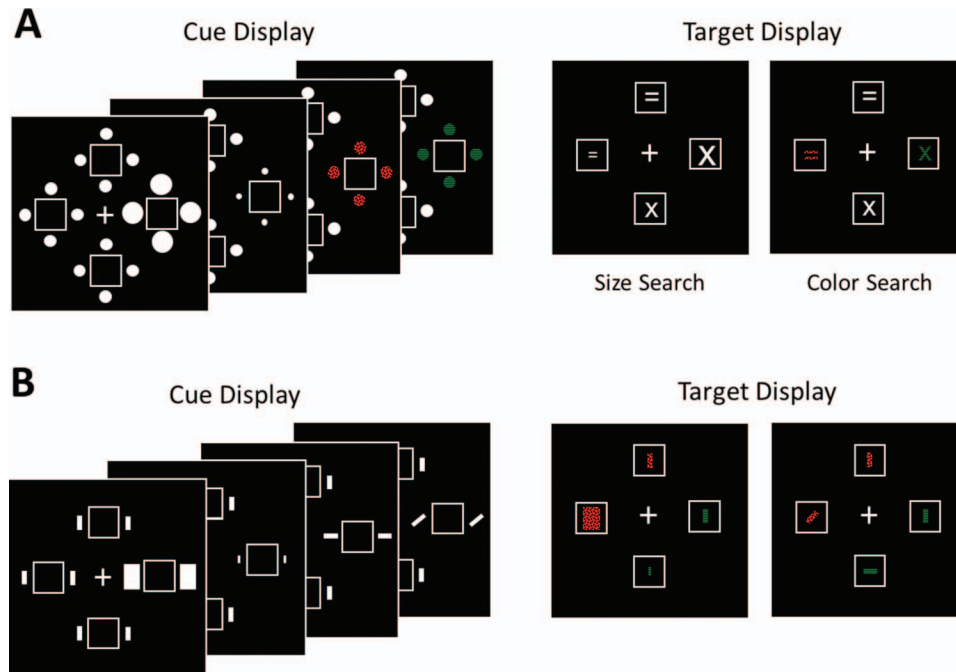 A
Cue Display
Target Display
=
=
=
X
X
X
X
Size Search
Color Search
B
Cue Display
Target Display